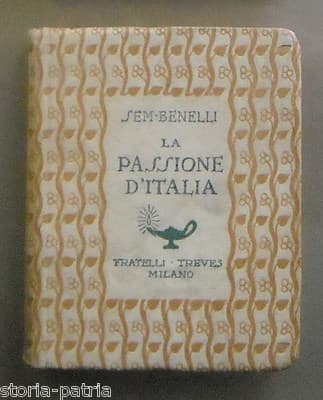 SEM·BENELLI
LA
PASSIONE
D'ITALIA
FRATELLI·TREVES
MILANO
storia-patria